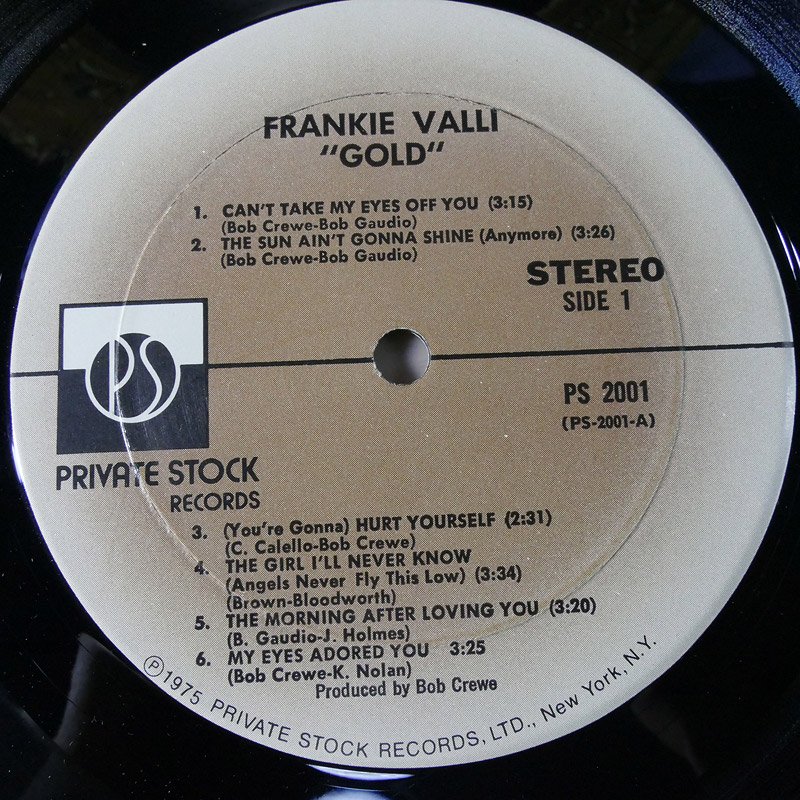 FRANKIE VALLI
"GOLD"
1. CAN'T TAKE MY EYES OFF YOU (3:15)
(Bob Crewe-Bob Gaudio)
2. THE SUN AIN'T GONNA SHINE (Anymore) (3:26)
(Bob Crewe-Bob Gaudio)
STEREO
SIDE 1
PS
PS 2001
(PS-2001-A)
PRIVATE STOCK
RECORDS
3. (You're Gonna) HURT YOURSELF (2:31)
(C. Calello-Bob Crewe)
4. THE GIRL I'LL NEVER KNOW
(Angels Never Fly This Low) (3:34)
(Brown-Bloodworth)
5. THE MORNING AFTER LOVING YOU (3:20)
(B. Gaudio-J. Holmes)
6. MY EYES ADORED YOU 3:25
(Bob Crewe-K. Nolan)
Produced by Bob Crewe
℗1975 PRIVATE STOCK RECORDS, LTD., New York, N.Y.